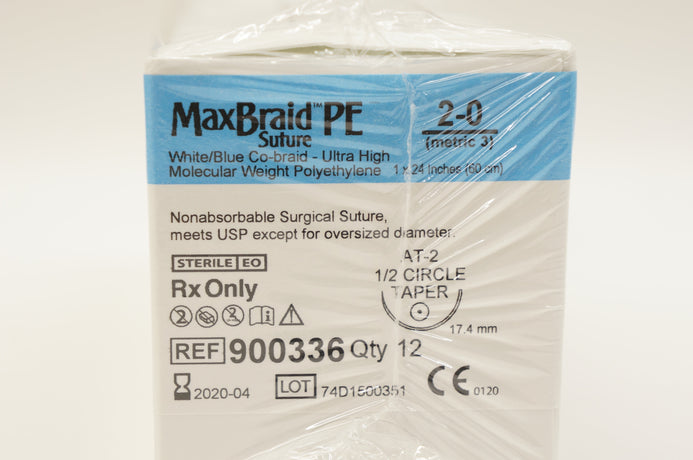 MaxBraid™ PE
Suture
2-0
(metric 3)
White/Blue Co-braid - Ultra High
Molecular Weight Polyethylene 1 x 24 inches (60 cm)
Nonabsorbable Surgical Suture,
meets USP except for oversized diameter.
STERILE EO
AT-2
1/2 CIRCLE
TAPER
Rx Only
17.4 mm
REF 900336 Qty 12
2020-04 LOT 74D1500351 CE 0120